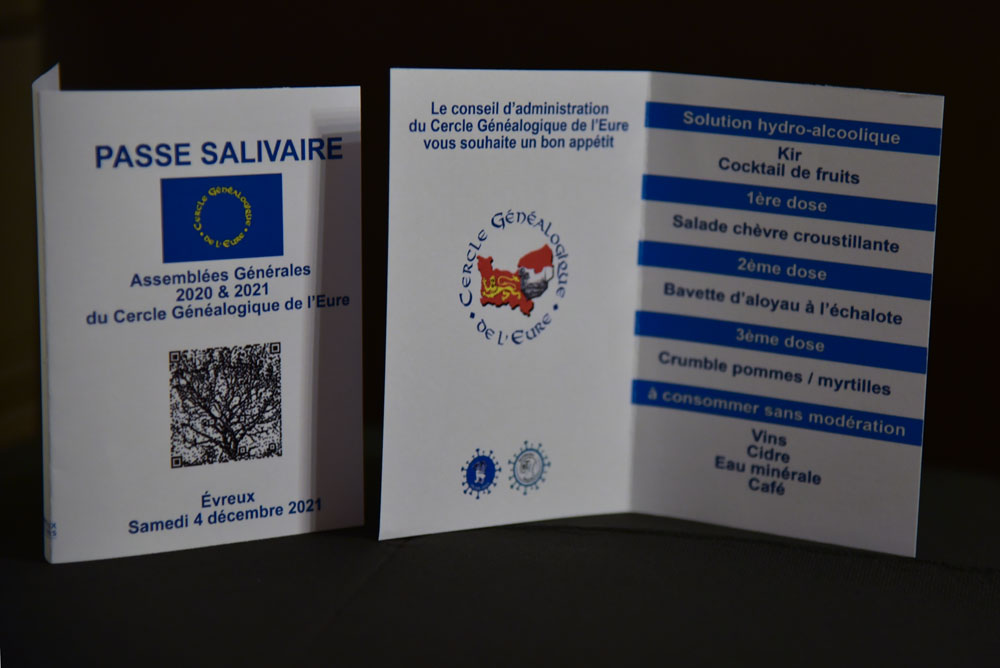 PASSE SALIVAIRE
CERCLE GÉNÉALOGIQUE
• DE L'EURE •
Assemblées Générales
2020 & 2021
du Cercle Généalogique de l'Eure
Évreux
Samedi 4 décembre 2021
Le conseil d'administration
du Cercle Généalogique de l'Eure
vous souhaite un bon appétit
CERCLE GÉNÉALOGIQUE
• DE L'EURE •
Solution hydro-alcoolique
Kir
Cocktail de fruits
1ère dose
Salade chèvre croustillante
2ème dose
Bavette d'aloyau à l'échalote
3ème dose
Crumble pommes / myrtilles
à consommer sans modération
Vins
Cidre
Eau minérale
Café